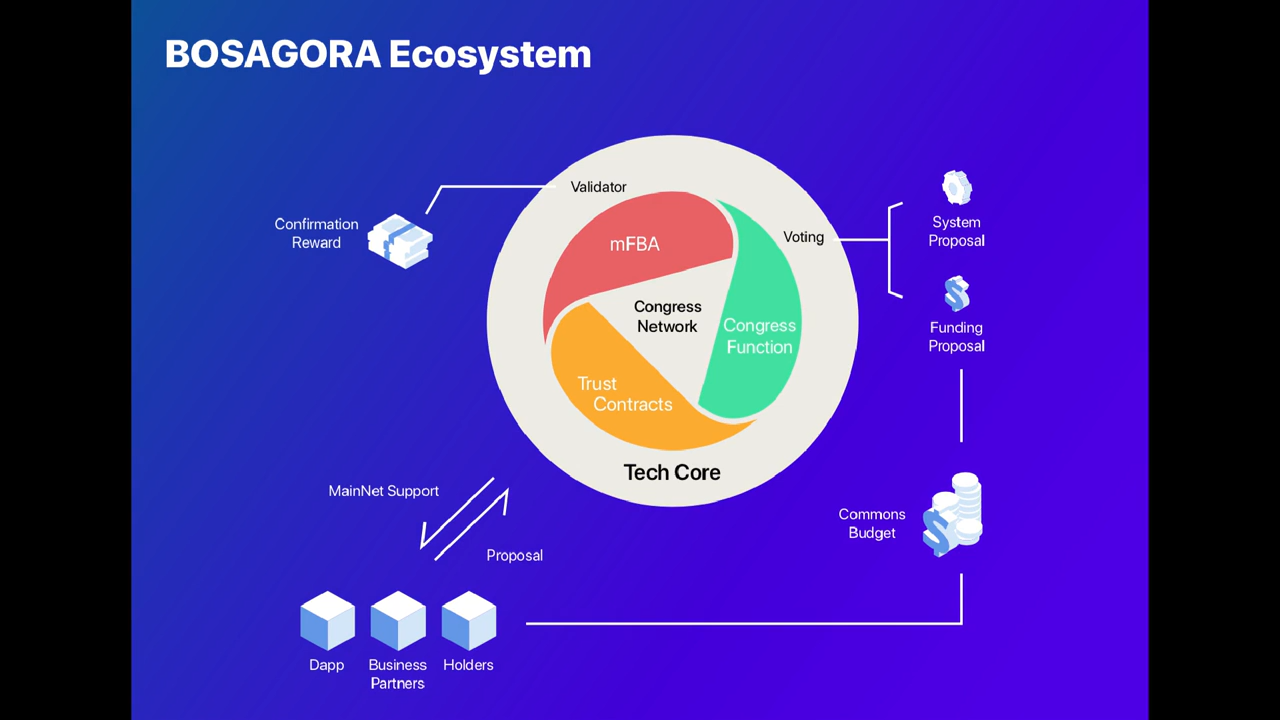 BOSAGORA Ecosystem
Validator
Confirmation
Reward
mFBA
Voting
System
Proposal
Congress
Network
Congress
Function
Funding
Proposal
Trust
Contracts
Tech Core
MainNet Support
Proposal
Commons
Budget
Dapp
Business
Partners
Holders